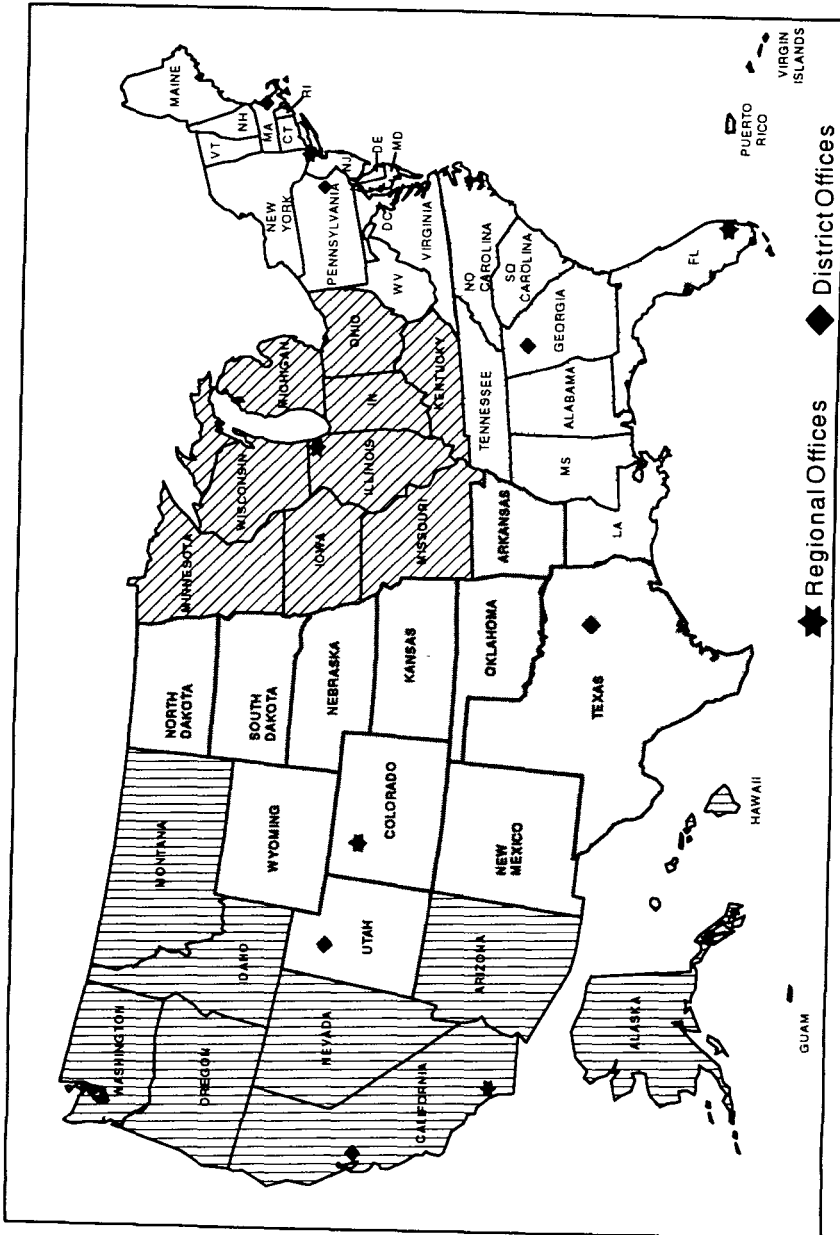 WASHINGTON
OREGON
CALIFORNIA
NEVADA
IDAHO
MONTANA
WYOMING
UTAH
ARIZONA
COLORADO
NEW
MEXICO
NORTH
DAKOTA
SOUTH
DAKOTA
NEBRASKA
KANSAS
OKLAHOMA
TEXAS
MINNESOTA
IOWA
MISSOURI
ARKANSAS
LA
WISCONSIN
ILLINOIS
MICHIGAN
IN
OHIO
KENTUCKY
TENNESSEE
MS
ALABAMA
GEORGIA
FL
SO
CAROLINA
NO
CAROLINA
VIRGINIA
WV
DC
PENNSYLVANIA
NEW
YORK
VT
NH
MAINE
MA
CT
RI
NJ
DE
MD
ALASKA
HAWAII
GUAM
PUERTO
RICO
VIRGIN
ISLANDS
Regional Offices
District Offices